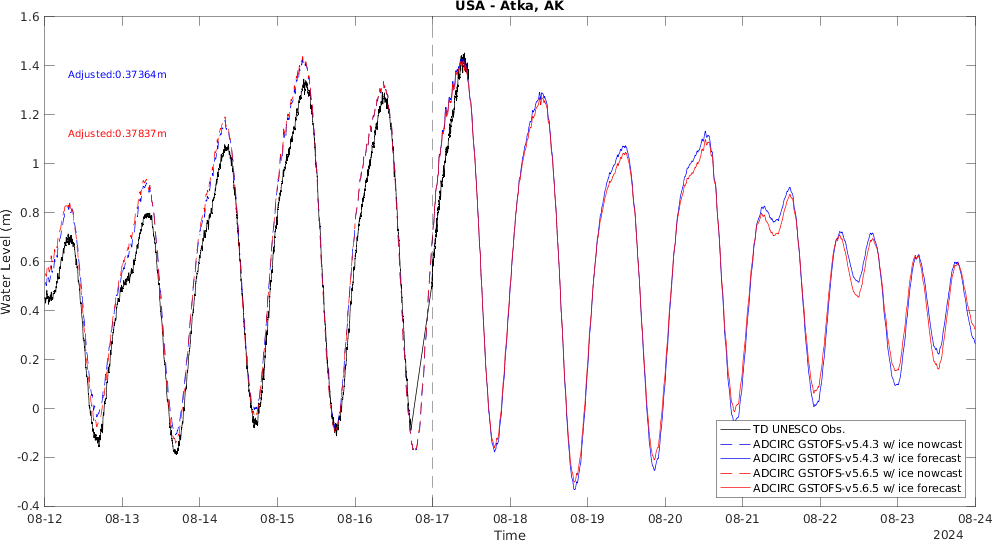 USA - Atka, AK
Water Level (m)
1.6
1.4
1.2
1
0.8
0.6
0.4
0.2
0
-0.2
-0.4
Adjusted:0.37364m
Adjusted:0.37837m
TD UNESCO Obs.
ADCIRC GSTOFS-v5.4.3 w/ ice nowcast
ADCIRC GSTOFS-v5.4.3 w/ ice forecast
ADCIRC GSTOFS-v5.6.5 w/ ice nowcast
ADCIRC GSTOFS-v5.6.5 w/ ice forecast
08-12 08-13 08-14 08-15 08-16 08-17 08-18 08-19 08-20 08-21 08-22 08-23 08-24
Time
2024